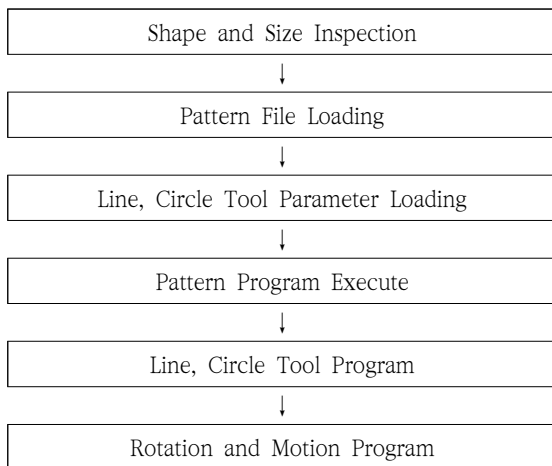 Shape and Size Inspection
Pattern File Loading
Line, Circle Tool Parameter Loading
Pattern Program Execute
Line, Circle Tool Program
Rotation and Motion Program